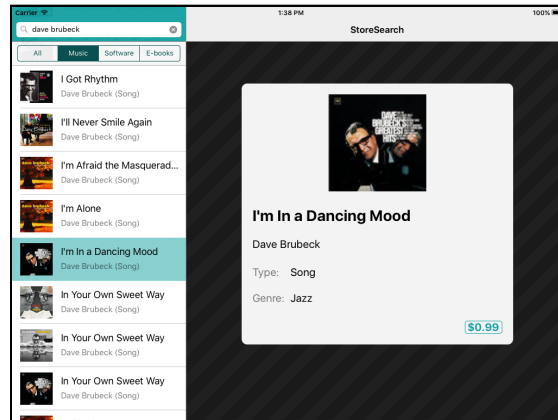 Carrier
1:38 PM
100%
dave brubeck
StoreSearch
All
Music
Software
E-books
I Got Rhythm
Dave Brubeck (Song)
I'll Never Smile Again
Dave Brubeck (Song)
I'm Afraid the Masquerad...
Dave Brubeck (Song)
I'm Alone
Dave Brubeck (Song)
I'm In a Dancing Mood
Dave Brubeck (Song)
In Your Own Sweet Way
Dave Brubeck (Song)
In Your Own Sweet Way
Dave Brubeck (Song)
In Your Own Sweet Way
Dave Brubeck (Song)
DAVE
BRUBECK'S
GREATEST
HITS
I'm In a Dancing Mood
Dave Brubeck
Type: Song
Genre: Jazz
$0.99